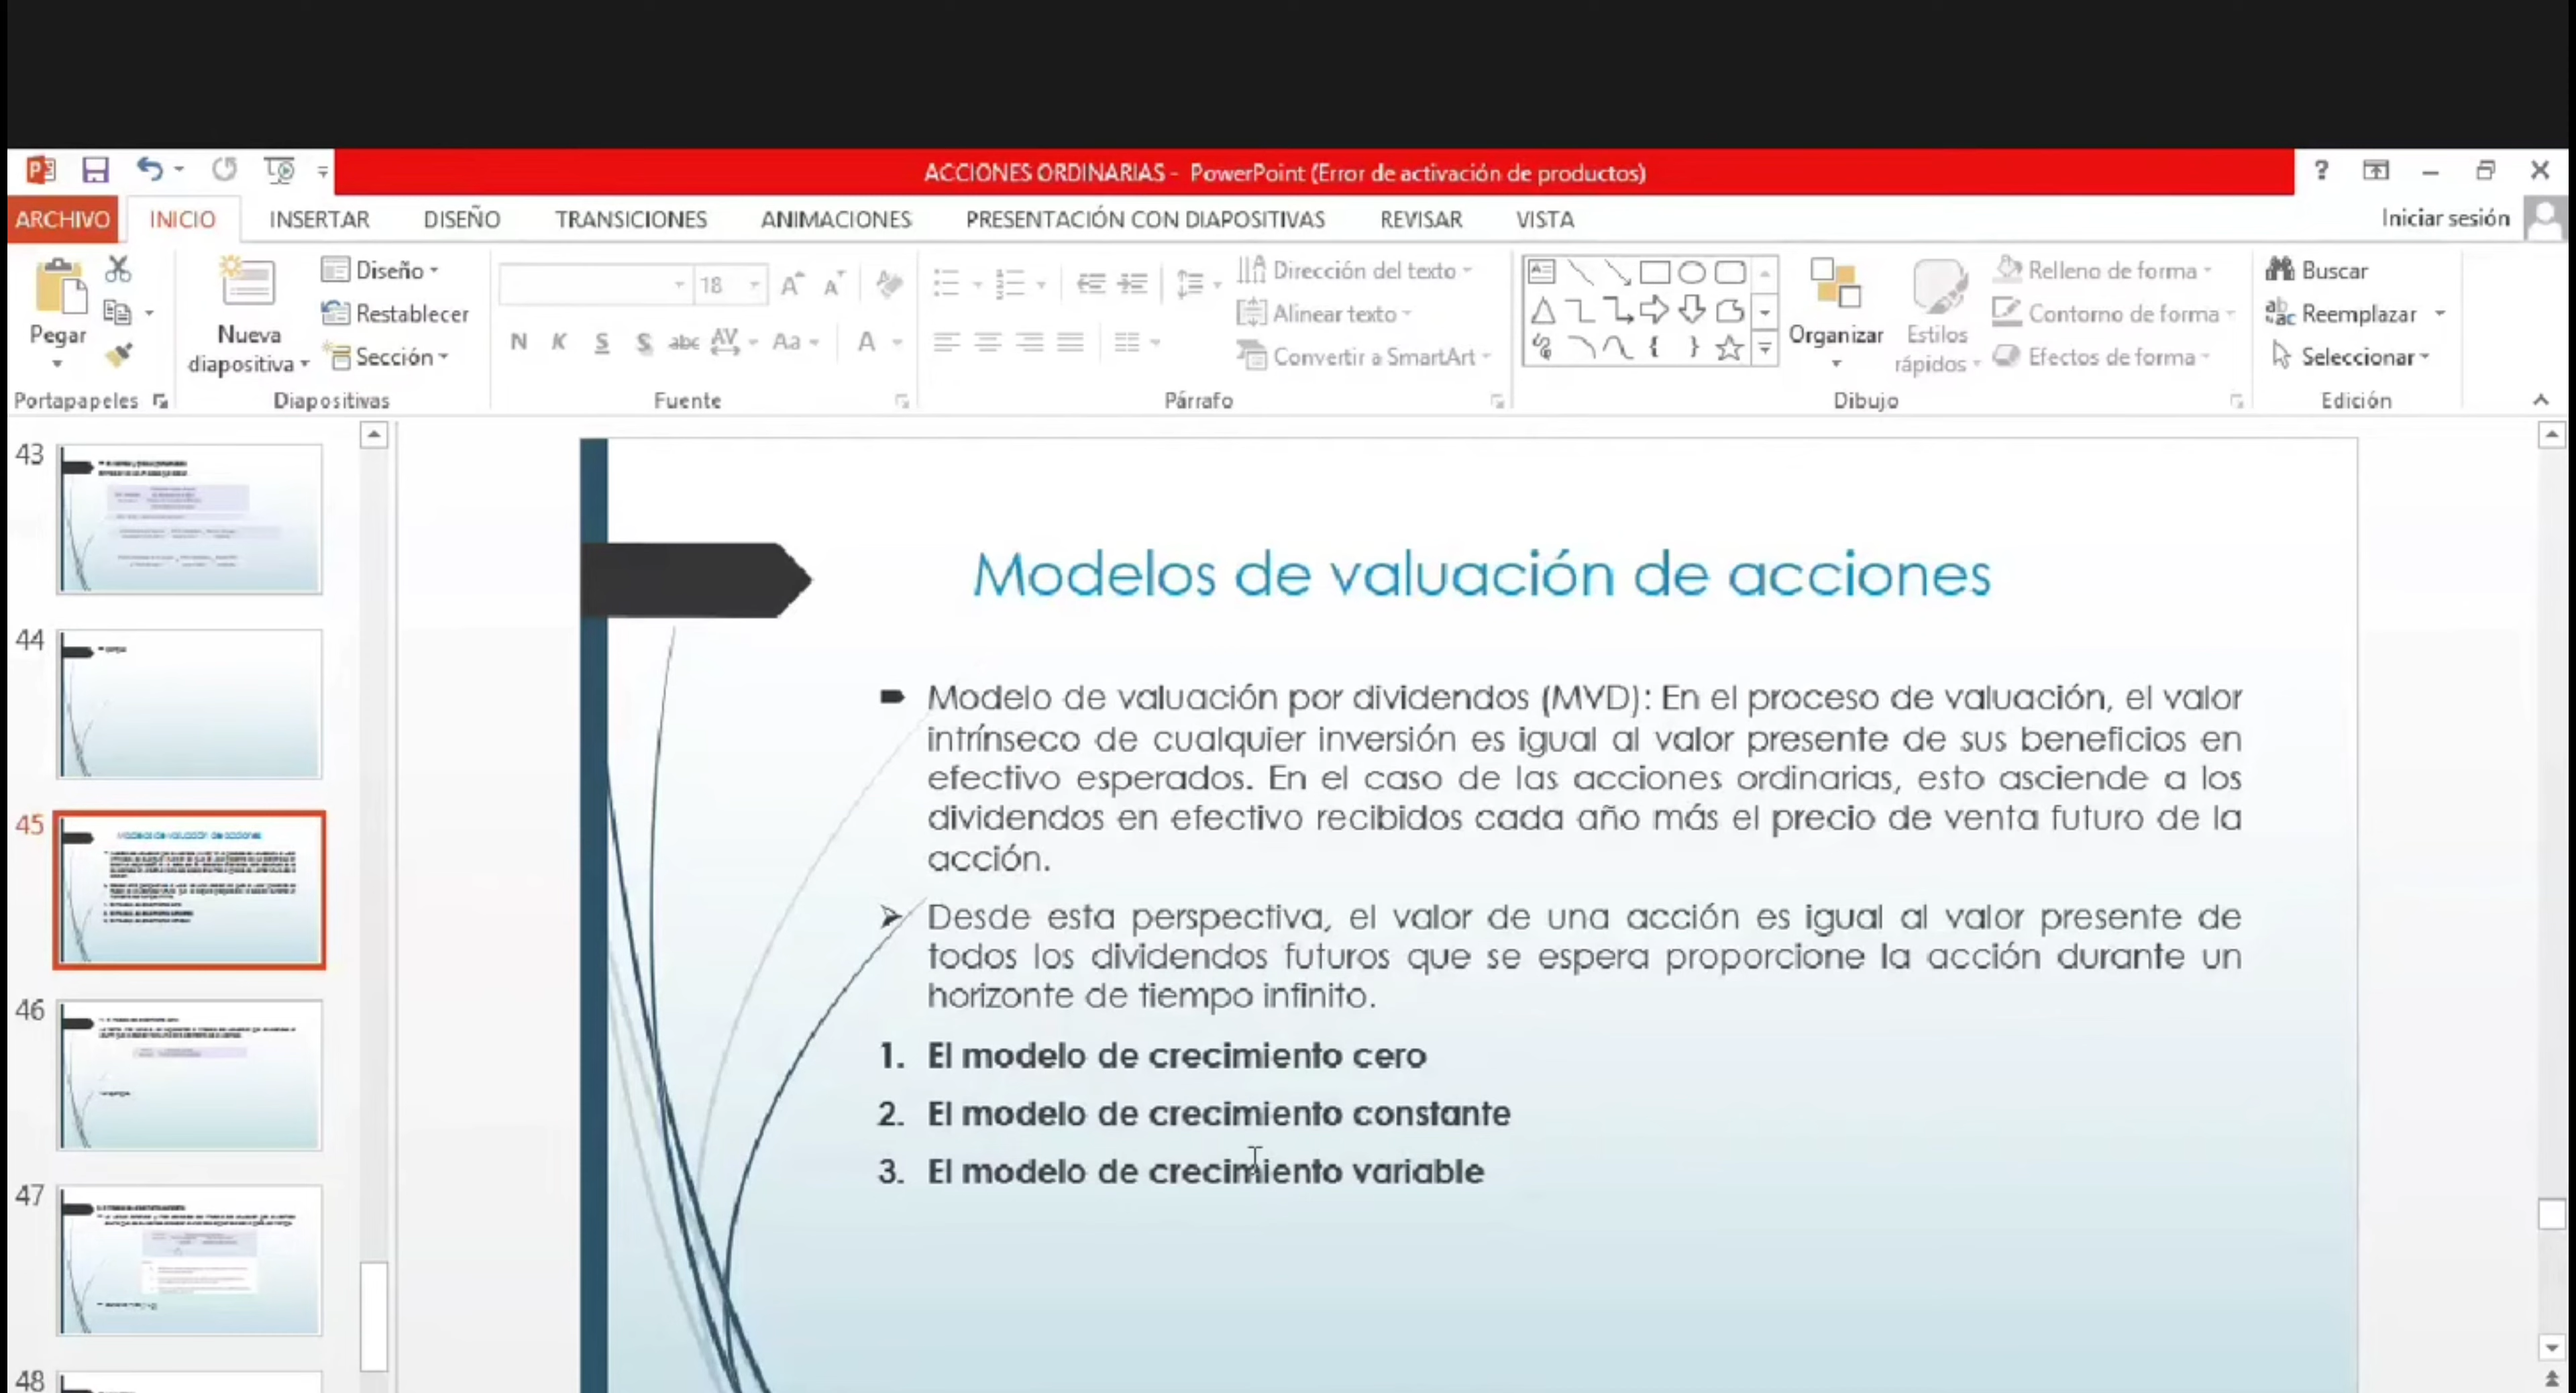 ACCIONES ORDINARIAS - PowerPoint (Error de activación de productos)
ARCHIVO INICIO INSERTAR DISEÑO TRANSICIONES ANIMACIONES PRESENTACIÓN CON DIAPOSITIVAS REVISAR VISTA Iniciar sesión
Pegar
Nueva diapositiva
Diseño
Restablecer
Sección
18
N K S S abc AV Aa A
Dirección del texto
Alinear texto
Convertir a SmartArt
Organizar
Estilos rápidos
Relleno de forma
Contorno de forma
Efectos de forma
Buscar
Reemplazar
Seleccionar
Portapapeles Diapositivas Fuente Párrafo Dibujo Edición
43
44
45
46
47
48
Modelos de valuación de acciones
Modelo de valuación por dividendos (MVD): En el proceso de valuación, el valor
intrínseco de cualquier inversión es igual al valor presente de sus beneficios en
efectivo esperados. En el caso de las acciones ordinarias, esto asciende a los
dividendos en efectivo recibidos cada año más el precio de venta futuro de la
acción.
Desde esta perspectiva, el valor de una acción es igual al valor presente de
todos los dividendos futuros que se espera proporcione la acción durante un
horizonte de tiempo infinito.
1. El modelo de crecimiento cero
2. El modelo de crecimiento constante
3. El modelo de crecimiento variable